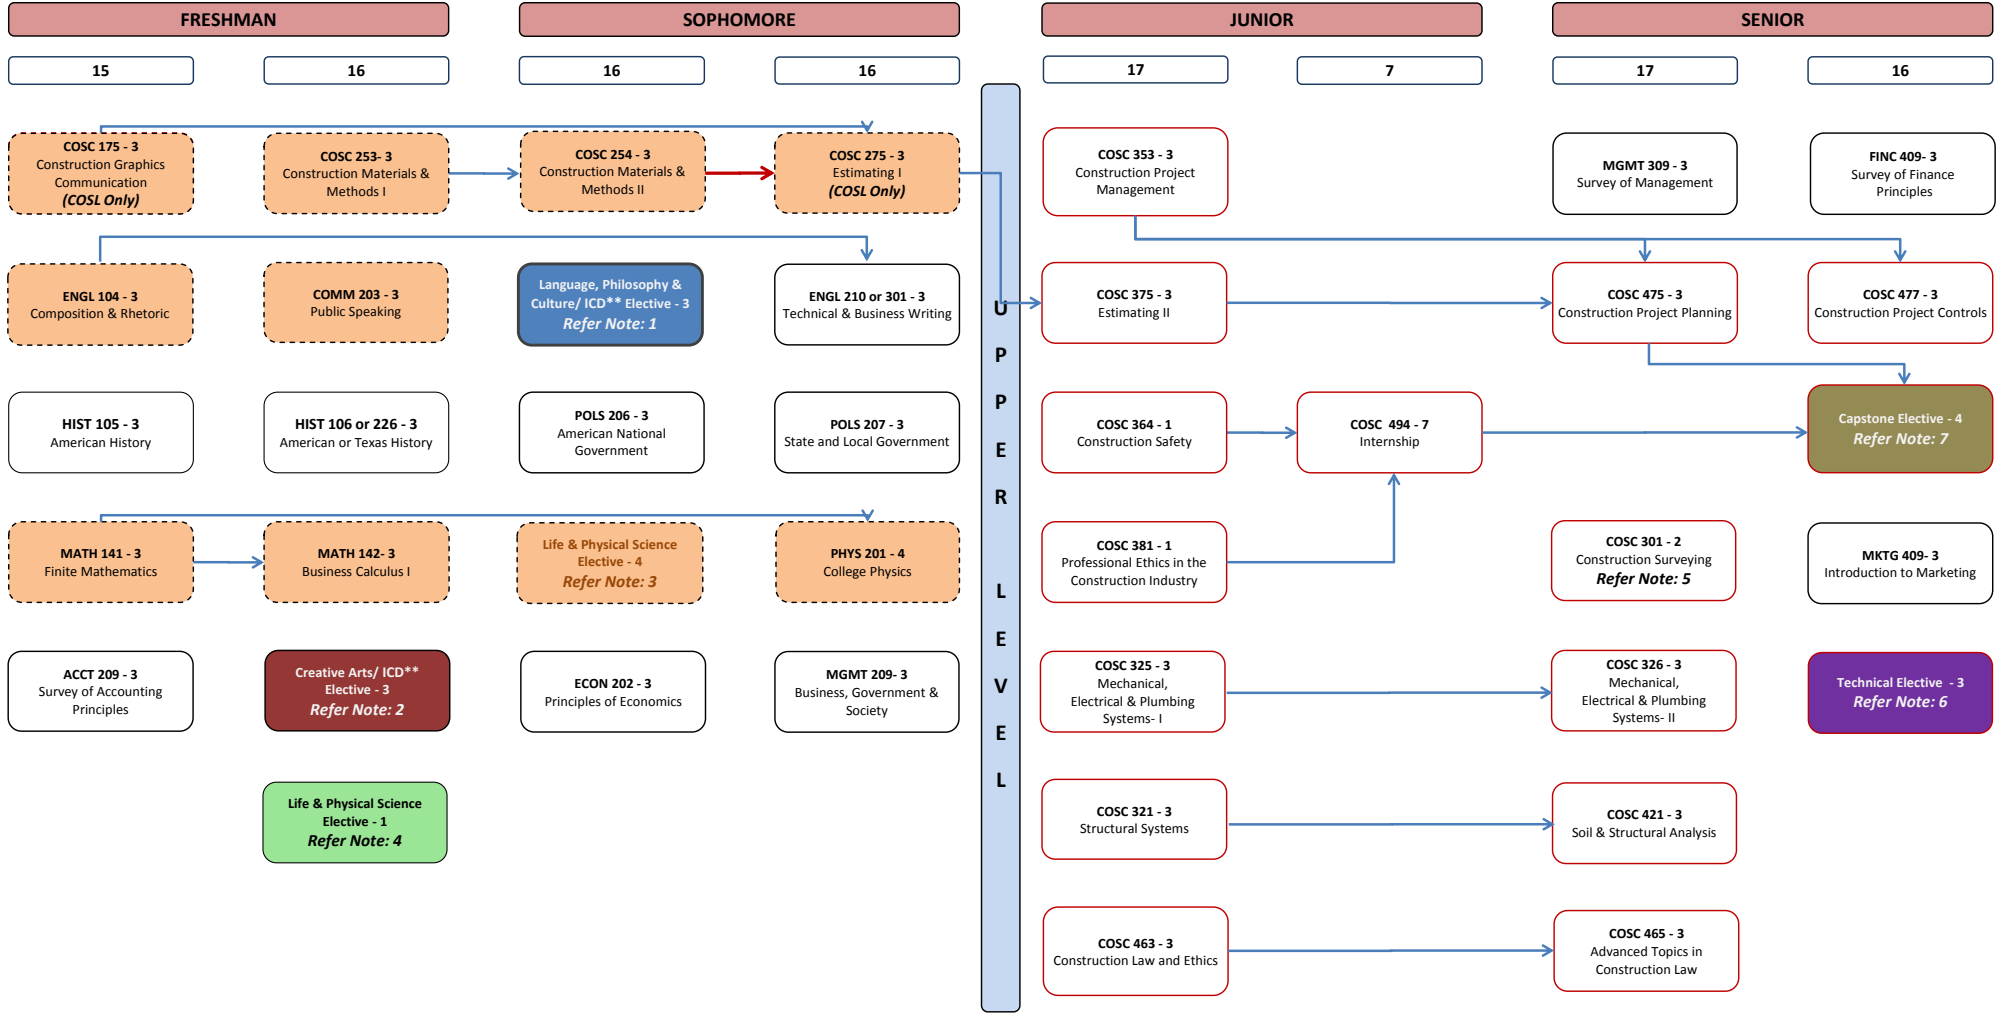 FRESHMAN
SOPHOMORE
JUNIOR
SENIOR
15
16
16
16
17
7
17
16
COSC 175 - 3
Construction Graphics
Communication
(COSL Only)
COSC 253- 3
Construction Materials &
Methods I
COSC 254 - 3
Construction Materials &
Methods II
COSC 275 - 3
Estimating I
(COSL Only)
COSC 353 - 3
Construction Project
Management
MGMT 309 - 3
Survey of Management
FINC 409- 3
Survey of Finance
Principles
ENGL 104 - 3
Composition & Rhetoric
COMM 203 - 3
Public Speaking
Language, Philosophy &
Culture/ ICD** Elective - 3
Refer Note: 1
ENGL 210 or 301 - 3
Technical & Business Writing
U
P
P
E
R
L
E
V
E
L
COSC 375 - 3
Estimating II
COSC 475 - 3
Construction Project Planning
COSC 477 - 3
Construction Project Controls
HIST 105 - 3
American History
HIST 106 or 226 - 3
American or Texas History
POLS 206 - 3
American National
Government
POLS 207 - 3
State and Local Government
COSC 364 - 1
Construction Safety
COSC 494 - 7
Internship
Capstone Elective - 4
Refer Note: 7
MATH 141 - 3
Finite Mathematics
MATH 142- 3
Business Calculus I
Life & Physical Science
Elective - 4
Refer Note: 3
PHYS 201 - 4
College Physics
COSC 381 - 1
Professional Ethics in the
Construction Industry
COSC 301 - 2
Construction Surveying
Refer Note: 5
MKTG 409- 3
Introduction to Marketing
ACCT 209 - 3
Survey of Accounting
Principles
Creative Arts/ ICD**
Elective - 3
Refer Note: 2
ECON 202 - 3
Principles of Economics
MGMT 209- 3
Business, Government &
Society
COSC 325 - 3
Mechanical,
Electrical & Plumbing
Systems- I
COSC 326 - 3
Mechanical,
Electrical & Plumbing
Systems- II
Technical Elective - 3
Refer Note: 6
Life & Physical Science
Elective - 1
Refer Note: 4
COSC 321 - 3
Structural Systems
COSC 421 - 3
Soil & Structural Analysis
COSC 463 - 3
Construction Law and Ethics
COSC 465 - 3
Advanced Topics in
Construction Law